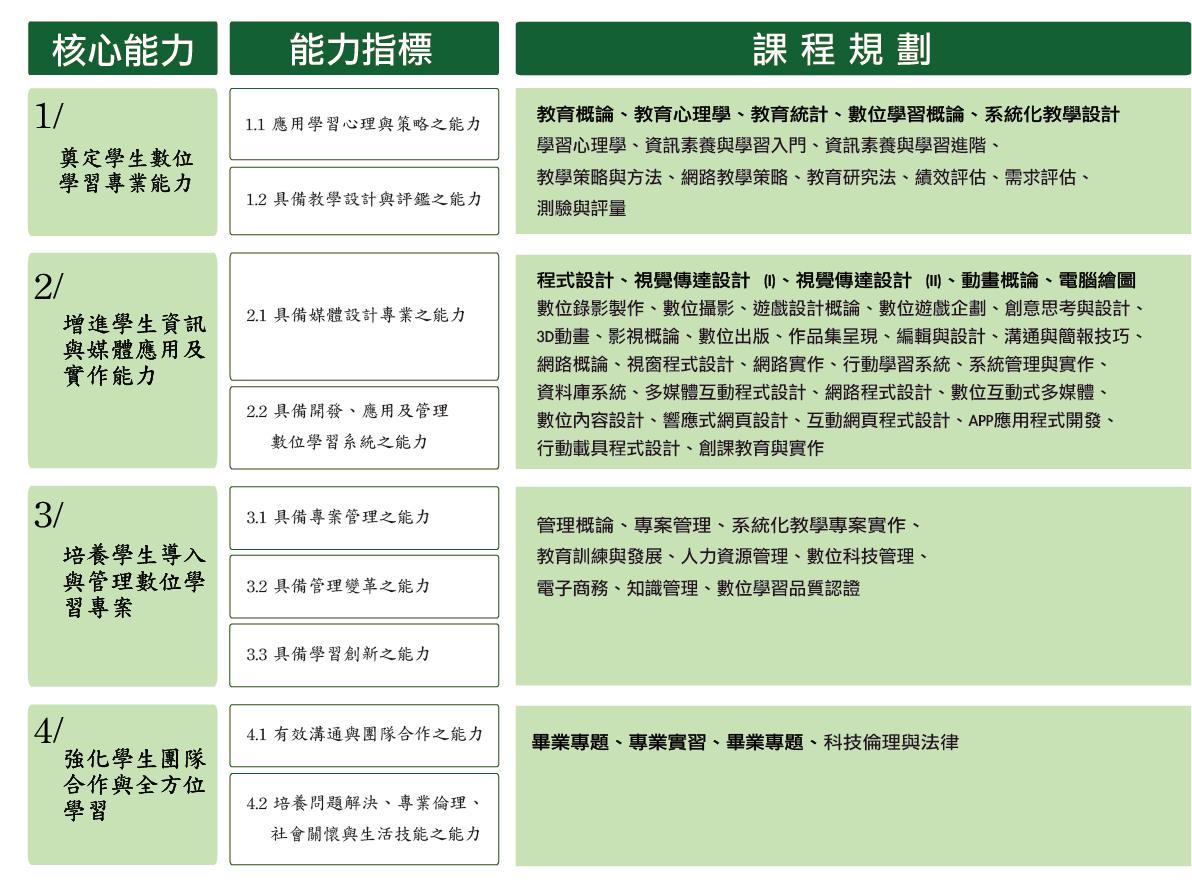 核心能力
能力指標
課程規劃
1/
奠定學生數位
學習專業能力
1.1 應用學習心理與策略之能力
1.2 具備教學設計與評鑑之能力
教育概論、教育心理學、教育統計、數位學習概論、系統化教學設計
學習心理學、資訊素養與學習入門、資訊素養與學習進階、
教學策略與方法、網路教學策略、教育研究法、績效評估、需求評估、
測驗與評量
2/
增進學生資訊
與媒體應用及
實作能力
2.1 具備媒體設計專業之能力
2.2 具備開發、應用及管理
數位學習系統之能力
程式設計、視覺傳達設計 (I)、視覺傳達設計 (II)、動畫概論、電腦繪圖
數位錄影製作、數位攝影、遊戲設計概論、數位遊戲企劃、創意思考與設計、
3D動畫、影視概論、數位出版、作品集呈現、編輯與設計、溝通與簡報技巧、
網路概論、視窗程式設計、網路實作、行動學習系統、系統管理與實作、
資料庫系統、多媒體互動程式設計、網路程式設計、數位互動式多媒體、
數位內容設計、響應式網頁設計、互動網頁程式設計、APP應用程式開發、
行動載具程式設計、創課教育與實作
3/
培養學生導入
與管理數位學
習專案
3.1 具備專案管理之能力
3.2 具備管理變革之能力
3.3 具備學習創新之能力
管理概論、專案管理、系統化教學專案實作、
教育訓練與發展、人力資源管理、數位科技管理、
電子商務、知識管理、數位學習品質認證
4/
強化學生團隊
合作與全方位
學習
4.1 有效溝通與團隊合作之能力
4.2 培養問題解決、專業倫理、
社會關懷與生活技能之能力
畢業專題、專業實習、畢業專題、科技倫理與法律